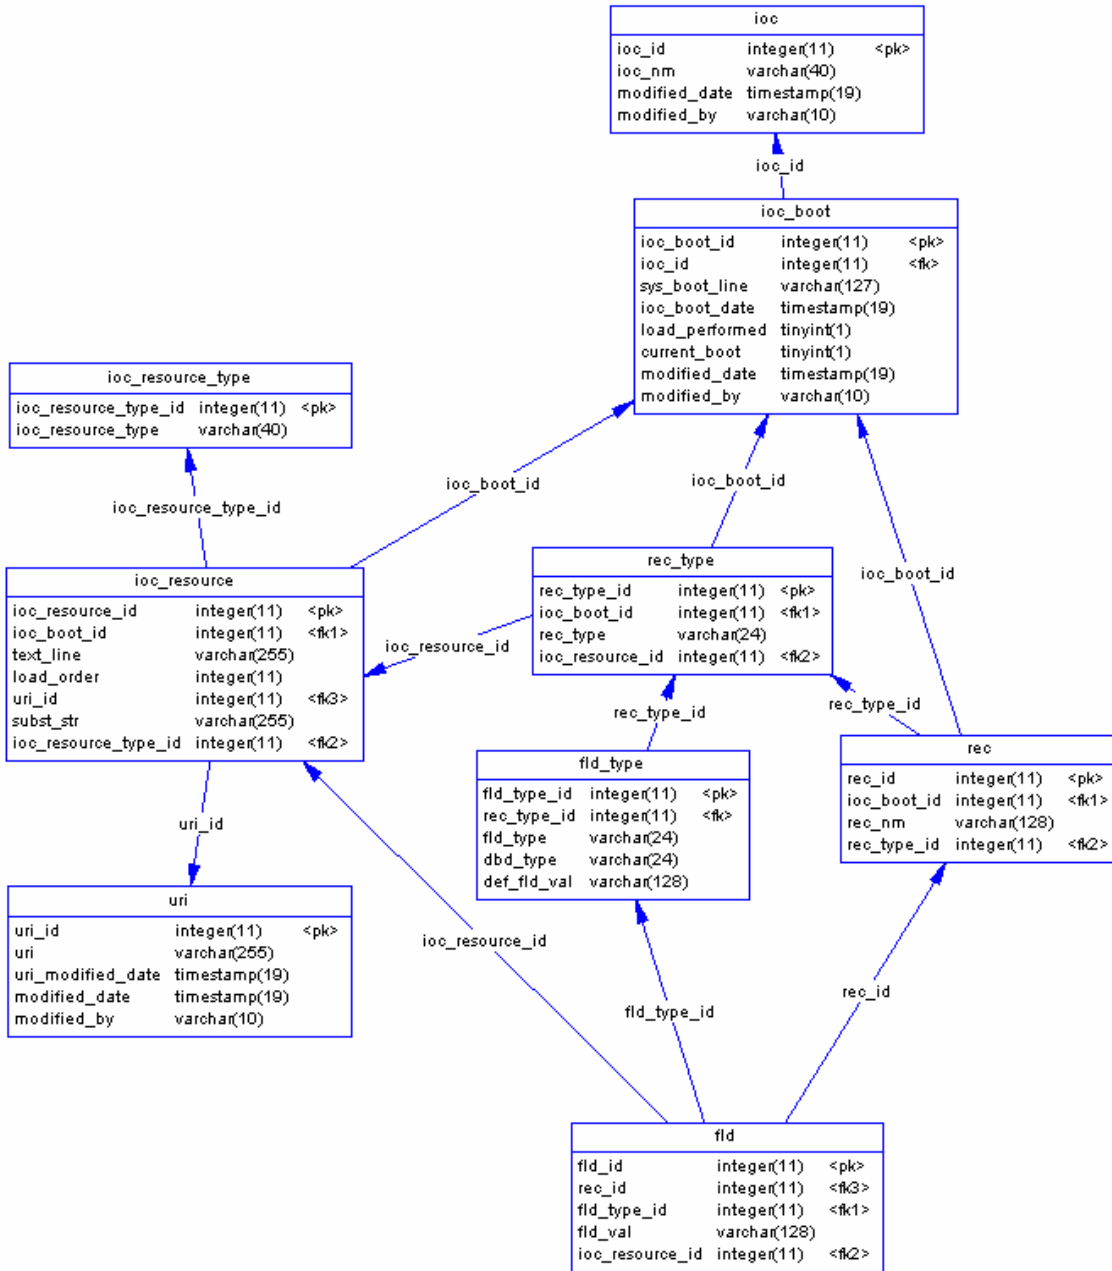 ioc
ioc_id integer(11) <pk>
ioc_nm varchar(40)
modified_date timestamp(19)
modified_by varchar(10)
ioc_id
ioc_boot
ioc_boot_id integer(11) <pk>
ioc_id integer(11) <fk>
sys_boot_line varchar(127)
ioc_boot_date timestamp(19)
load_performed tinyint(1)
current_boot tinyint(1)
modified_date timestamp(19)
modified_by varchar(10)
ioc_resource_type
ioc_resource_type_id integer(11) <pk>
ioc_resource_type varchar(40)
ioc_boot_id
ioc_boot_id
ioc_resource_type_id
ioc_boot_id
ioc_resource
ioc_resource_id integer(11) <pk>
ioc_boot_id integer(11) <fk1>
text_line varchar(255)
load_order integer(11)
uri_id integer(11) <fk3>
subst_str varchar(255)
ioc_resource_type_id integer(11) <fk2>
rec_type
rec_type_id integer(11) <pk>
ioc_boot_id integer(11) <fk1>
rec_type varchar(24)
ioc_resource_id integer(11) <fk2>
ioc_resource_id
rec_type_id
rec_type_id
fld_type
fld_type_id integer(11) <pk>
rec_type_id integer(11) <fk>
fld_type varchar(24)
dbd_type varchar(24)
def_fld_val varchar(128)
rec
rec_id integer(11) <pk>
ioc_boot_id integer(11) <fk1>
rec_nm varchar(128)
rec_type_id integer(11) <fk2>
uri_id
uri
uri_id integer(11) <pk>
uri varchar(255)
uri_modified_date timestamp(19)
modified_date timestamp(19)
modified_by varchar(10)
ioc_resource_id
rec_id
fld_type_id
fld
fld_id integer(11) <pk>
rec_id integer(11) <fk3>
fld_type_id integer(11) <fk1>
fld_val varchar(128)
ioc_resource_id integer(11) <fk2>